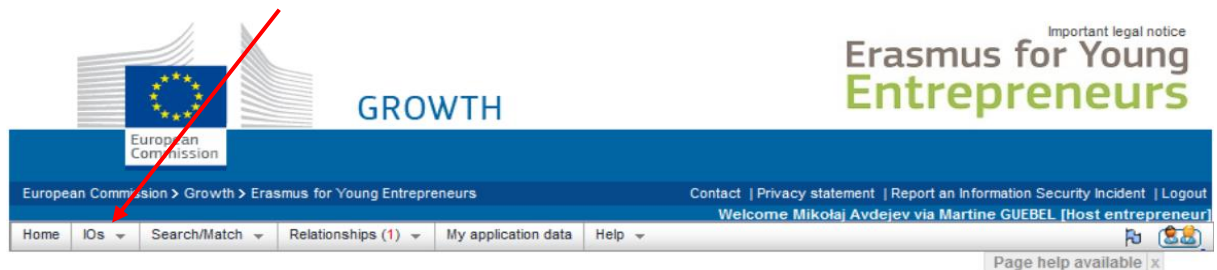 Important legal notice
Erasmus for Young
Entrepreneurs
GROWTH
European
Commission
European Commission > Growth > Erasmus for Young Entrepreneurs
Contact | Privacy statement | Report an Information Security Incident | Logout
Welcome Mikołaj Avdejev via Martine GUEBEL [Host entrepreneur]
Home IOs Search/Match Relationships (1) My application data Help
Page help available x